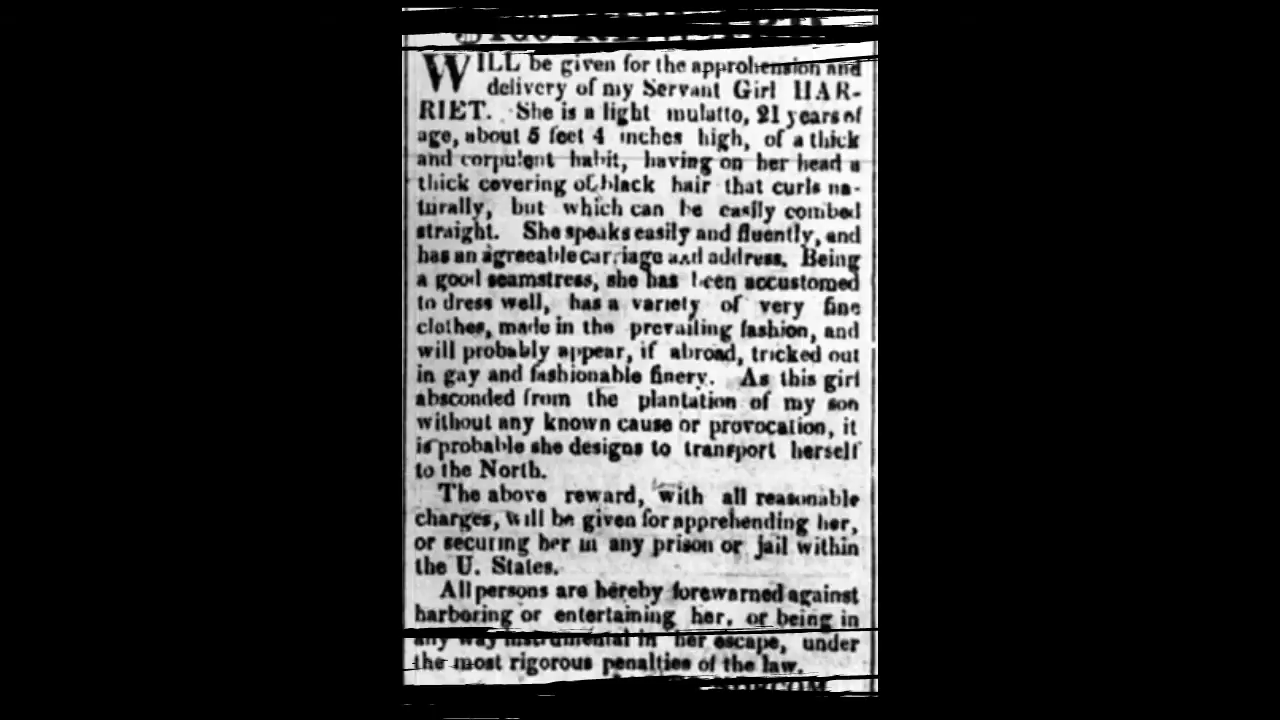 WILL be given for the apprehension and
delivery of my Servant Girl HAR-
RIET. She is a light mulatto, 21 years of
age, about 5 feet 4 inches high, of a thick
and corpulent habit, having on her head a
thick covering of black hair that curls na-
turally, but which can be easily combed
straight. She speaks easily and fluently, and
has an agreeable carriage and address. Being
a good seamstress, she has been accustomed
to dress well, has a variety of very fine
clothes, made in the prevailing fashion, and
will probably appear, if abroad, tricked out
in gay and fashionable finery. As this girl
absconded from the plantation of my son
without any known cause or provocation, it
is probable she designs to transport herself
to the North.
The above reward, with all reasonable
charges, will be given for apprehending her,
or securing her in any prison or jail within
the U. States.
All persons are hereby forewarned against
harboring or entertaining her, or being in
any way instrumental in her escape, under
the most rigorous penalties of the law.